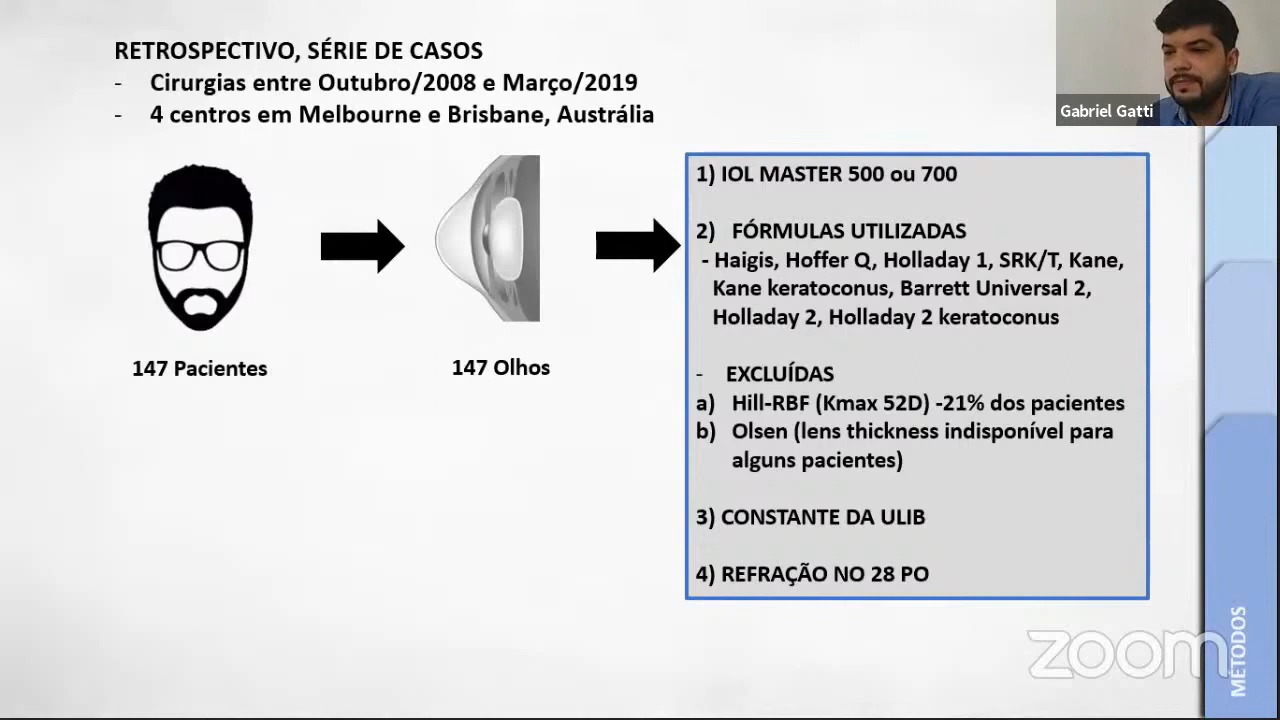 RETROSPECTIVO, SÉRIE DE CASOS
- Cirurgias entre Outubro/2008 e Março/2019
- 4 centros em Melbourne e Brisbane, Austrália
Gabriel Gatti
147 Pacientes
147 Olhos
1) IOL MASTER 500 ou 700
2) FÓRMULAS UTILIZADAS
- Haigis, Hoffer Q, Holladay 1, SRK/T, Kane,
Kane keratoconus, Barrett Universal 2,
Holladay 2, Holladay 2 keratoconus
- EXCLUÍDAS
a) Hill-RBF (Kmax 52D) -21% dos pacientes
b) Olsen (lens thickness indisponível para
alguns pacientes)
3) CONSTANTE DA ULIB
4) REFRAÇÃO NO 28 PO
MÉTODOS
zoom